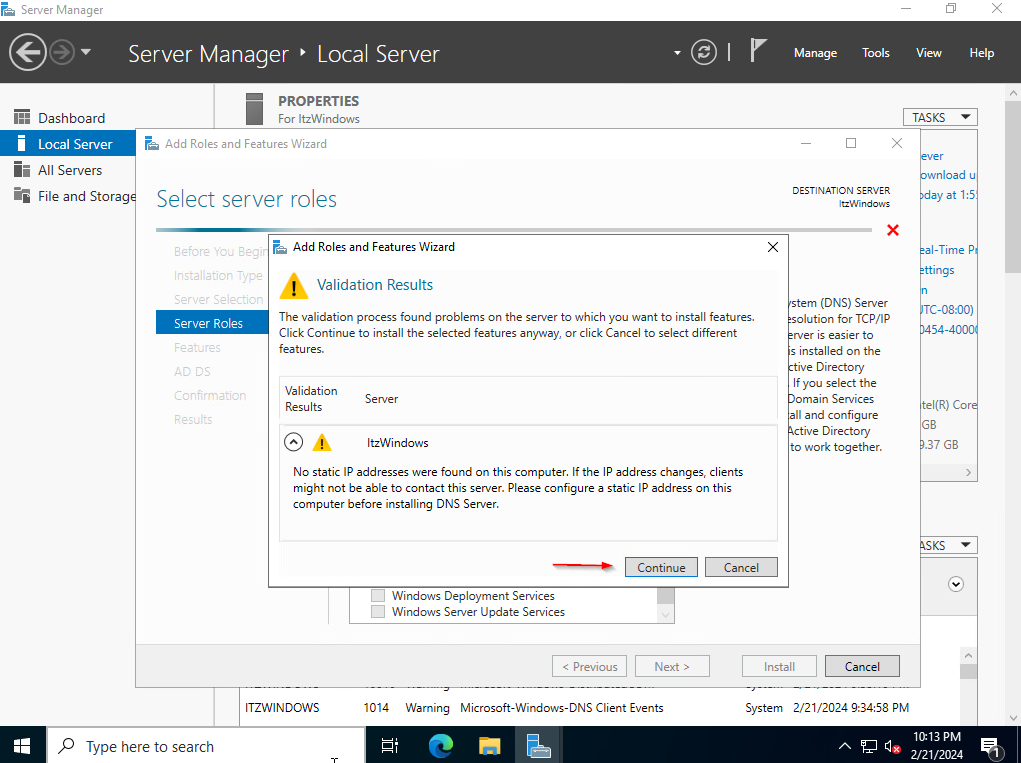 Server Manager
Server Manager Local Server
Manage Tools View Help
Dashboard
Local Server
All Servers
File and Storage
PROPERTIES
For ItzWindows
TASKS
Add Roles and Features Wizard
Select server roles
DESTINATION SERVER
ItzWindows
Before You Begin
Installation Type
Server Selection
Server Roles
Features
AD DS
Confirmation
Results
Add Roles and Features Wizard
Validation Results
The validation process found problems on the server to which you want to install features.
Click Continue to install the selected features anyway, or click Cancel to select different
features.
Validation
Results
Server
ItzWindows
No static IP addresses were found on this computer. If the IP address changes, clients
might not be able to contact this server. Please configure a static IP address on this
computer before installing DNS Server.
Continue Cancel
ystem (DNS) Server
esolution for TCP/IP
erver is easier to
is installed on the
ctive Directory
. If you select the
Domain Services
tall and configure
Active Directory
to work together.
ever
ownload u
oday at 1:5
eal-Time Pr
ettings
n
UTC-08:00)
0454-40000
ntel(R) Core
GB
9.37 GB
ASKS
Windows Deployment Services
Windows Server Update Services
< Previous Next > Install Cancel
ITZWINDOWS 1014 Warning Microsoft-Windows-DNS Client Events System 2/21/2024 9:34:58 PM
Type here to search
10:13 PM
2/21/2024
1